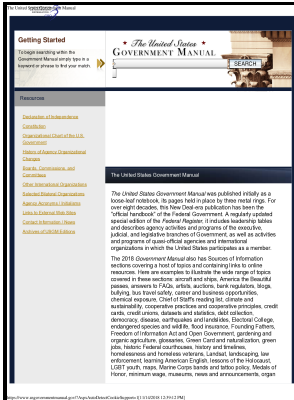 The United States Government Manual
Getting Started
To begin searching within the
Government Manual simply type in a
keyword or phrase to find your match.
The United States
GOVERNMENT MANUAL
SEARCH
Resources
Declaration of Independence
Constitution
Organizational Chart of the U.S.
Government
History of Agency Organizational
Changes
Boards, Commissions, and
Committees
Other International Organizations
Selected Bilateral Organizations
Agency Acronyms / Initialisms
Links to External Web Sites
Contact Information / News
Archives of USGM Editions
The United States Government Manual
The United States Government Manual was published initially as a
loose-leaf notebook, its pages held in place by three metal rings. For
over eight decades, this New Deal-era publication has been the
"official handbook" of the Federal Government. A regularly updated
special edition of the Federal Register, it includes leadership tables
and describes agency activities and programs of the executive,
judicial, and legislative branches of Government, as well as activities
and programs of quasi-official agencies and international
organizations in which the United States participates as a member.
The 2018 Government Manual also has Sources of Information
sections covering a host of topics and containing links to online
resources. Here are examples to illustrate the wide range of topics
covered in these sections: aircraft and ships, America the Beautiful
passes, answers to FAQs, artists, auctions, bank regulators, blogs,
bullying, bus travel safety, career and business opportunities,
chemical exposure, Chief of Staff's reading list, climate and
sustainability, cooperative practices and cooperative principles, credit
cards, credit unions, datasets and statistics, debt collection,
democracy, disease, earthquakes and landslides, Electoral College,
endangered species and wildlife, food insurance, Founding Fathers,
Freedom of Information Act and Open Government, gardening and
organic agriculture, glossaries, Green Card and naturalization, green
jobs, historic Federal courthouses, history and timelines,
homelessness and homeless veterans, Landsat, landscaping, law
enforcement, learning American English, lessons of the Holocaust,
LGBT youth, maps, Marine Corps bands and tattoo policy, Medals of
Honor, minimum wage, museums, news and announcements, organ
https://www.usgovernmentmanual.gov/?AspxAutoDetectCookieSupport=1[11/14/2018 12:59:12 PM]